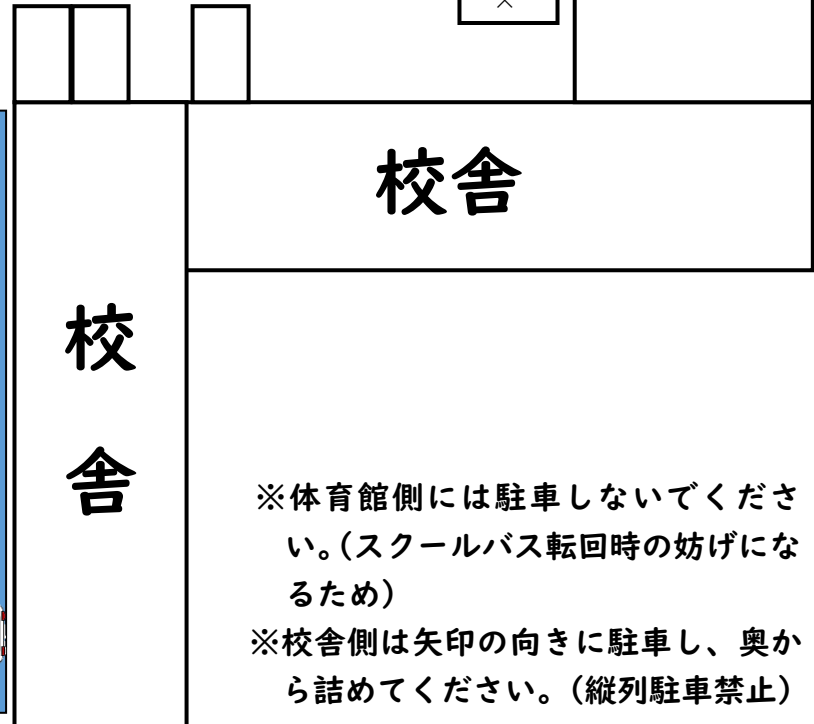 校舎
校
舎
※体育館側には駐車しないでくださ
い。(スクールバス転回時の妨げにな
るため)
※校舎側は矢印の向きに駐車し、奥か
ら詰めてください。(縦列駐車禁止)